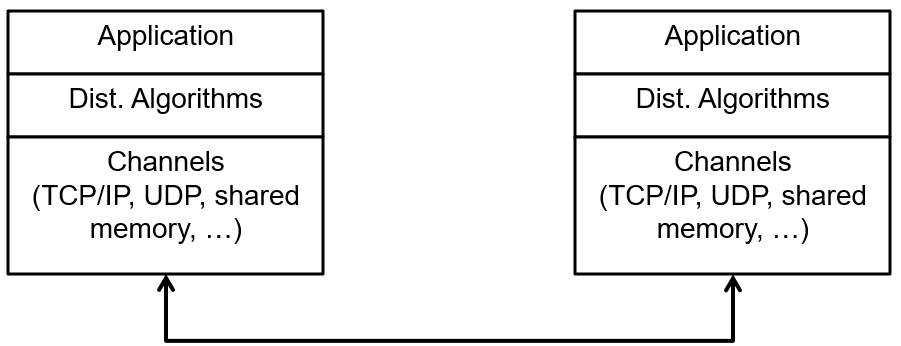 Application
Dist. Algorithms
Channels
(TCP/IP, UDP, shared
memory, …)
Application
Dist. Algorithms
Channels
(TCP/IP, UDP, shared
memory, …)